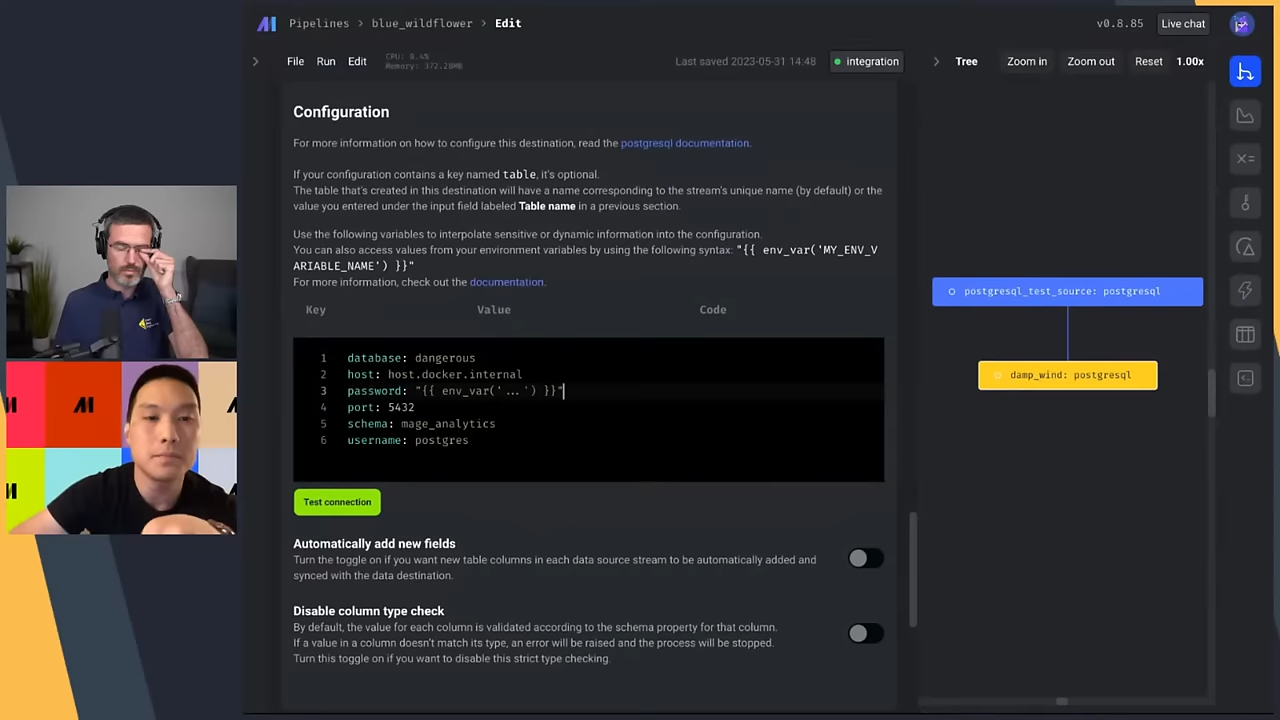 Pipelines > blue_wildflower > Edit
v0.8.85
Live chat
File Run Edit
CPU: 0.4%
Memory: 372.28MB
Last saved 2023-05-31 14:48
integration
Tree
Zoom in
Zoom out
Reset
1.00x
Configuration
For more information on how to configure this destination, read the postgresql documentation.
If your configuration contains a key named table, it's optional.
The table that's created in this destination will have a name corresponding to the stream's unique name (by default) or the
value you entered under the input field labeled Table name in a previous section.
Use the following variables to interpolate sensitive or dynamic information into the configuration.
You can also access values from your environment variables by using the following syntax: "{{ env_var('MY_ENV_V
ARIABLE_NAME') }}"
For more information, check out the documentation.
Key Value Code
1 database: dangerous
2 host: host.docker.internal
3 password: "{{ env_var('...') }}"
4 port: 5432
5 schema: mage_analytics
6 username: postgres
Test connection
Automatically add new fields
Turn the toggle on if you want new table columns in each data source stream to be automatically added and
synced with the data destination.
Disable column type check
By default, the value for each column is validated according to the schema property for that column.
If a value in a column doesn't match its type, an error will be raised and the process will be stopped.
Turn this toggle on if you want to disable this strict type checking.
postgresql_test_source: postgresql
damp_wind: postgresql